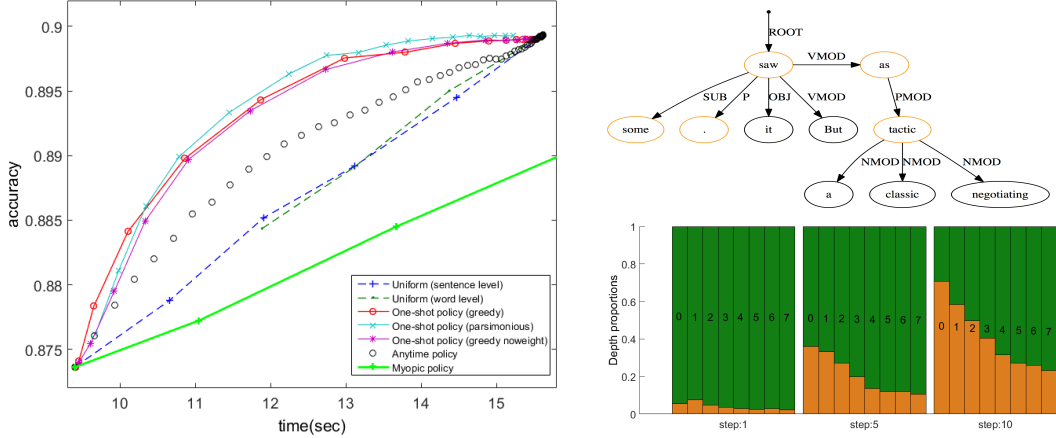 0.9
0.895
0.89
0.885
0.88
0.875
accuracy
10 11 12 13 14 15
time(sec)
Uniform (sentence level)
Uniform (word level)
One-shot policy (greedy)
One-shot policy (parsimonious)
One-shot policy (greedy noweight)
Anytime policy
Myopic policy
ROOT
saw VMOD as
SUB P OBJ VMOD PMOD
some . it But tactic
NMOD NMOD NMOD
a classic negotiating
1
0.8
0.6
0.4
0.2
0
Depth proportions
0 1 2 3 4 5 6 7
0 1 2 3 4 5 6 7
0 1 2 3 4 5 6 7
step:1 step:5 step:10